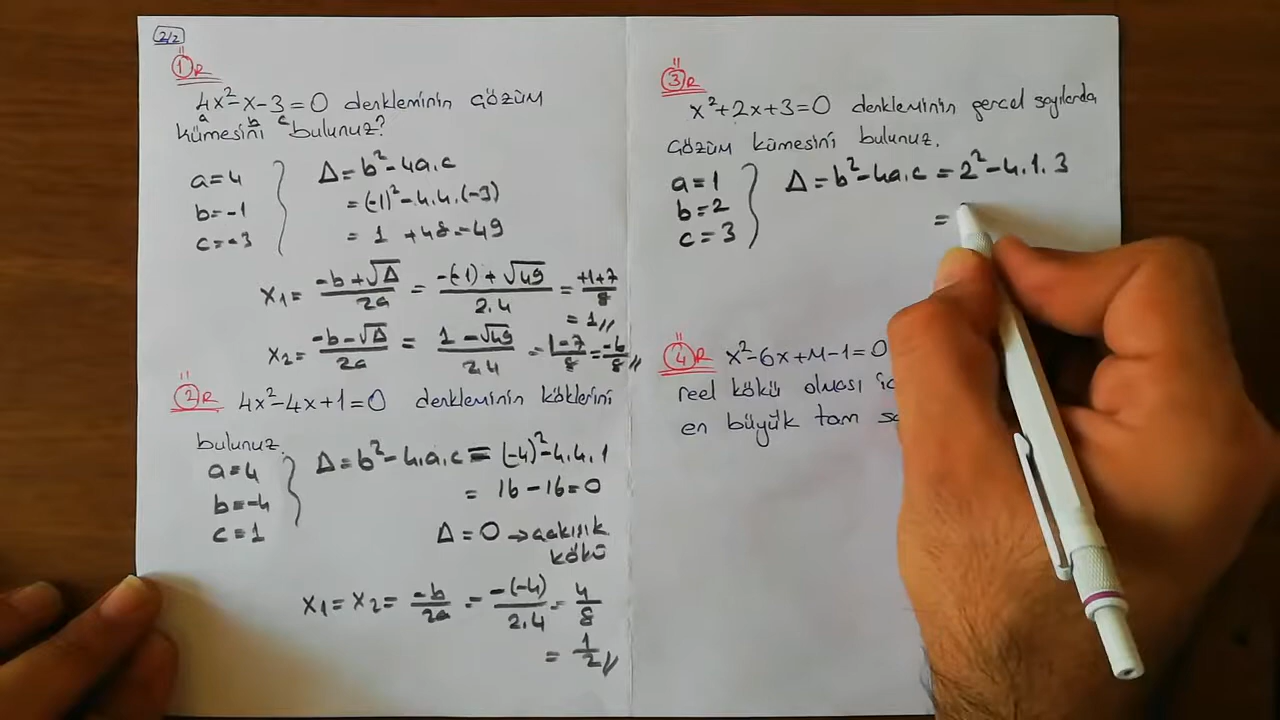 2/2
1) R
4x²-x-3=0 denkleminin çözüm
a b c
kümesini bulunuz?
a=4
b=-1
c=-3
Δ=b²-4a.c
=(-1)²-4.4.(-3)
= 1 +48=49
x₁= (-b+√Δ)/2a = (-(-1)+√49)/2.4 = (+1+7)/8
= 1//
x₂= (-b-√Δ)/2a = (1-√49)/2.4 = (1-7)/8 = -6/8 //
2) R 4x²-4x+1=0 denkleminin köklerini
bulunuz.
a=4
b=-4
c=1
Δ=b²-4.a.c = (-4)²-4.4.1
= 16-16=0
Δ=0 → çakışık
kökü
x₁=x₂= -b/2a = -(-4)/2.4 = 4/8
= 1/2 //
3) R
x²+2x+3=0 denkleminin gerçel sayılarda
çözüm kümesini bulunuz.
a=1
b=2
c=3
Δ=b²-4a.c=2²-4.1.3
=
4) R x²-6x+M-1=0
reel kökü olması
en büyük tam